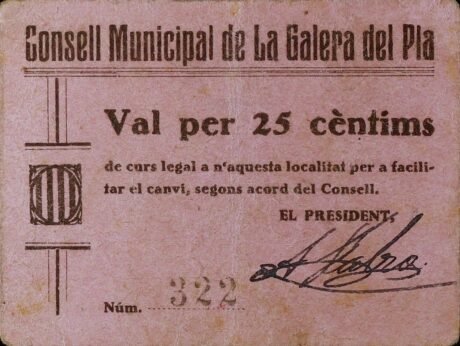 Consell Municipal de La Galera del Pla
Val per 25 cèntims
de curs legal a n'aquesta localitat per a facili-
tar el canvi, segons acord del Consell.
EL PRESIDENT,
Núm. 322